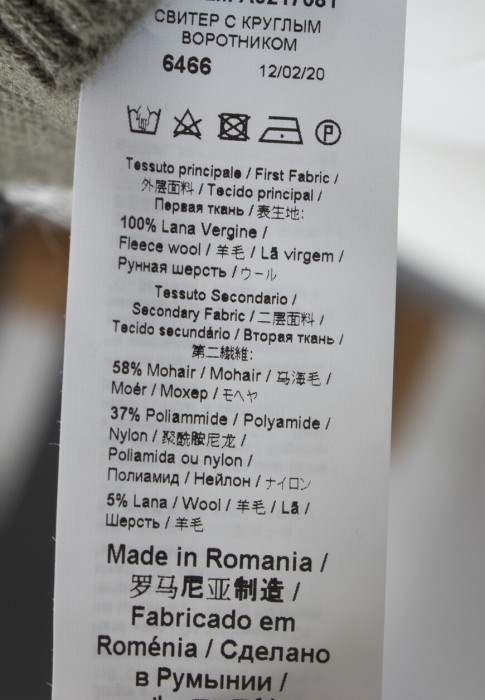 СВИТЕР С КРУГЛЫМ
ВОРОТНИКОМ
6466 12/02/20
P
Tessuto principale / First Fabric /
外层面料 / Tecido principal /
Первая ткань / 表生地:
100% Lana Vergine /
Fleece wool / 羊毛 / Lã virgem /
Рунная шерсть / ウール
Tessuto Secondario /
Secondary Fabric / 二层面料 /
Tecido secundário / Вторая ткань /
第二繊維:
58% Mohair / Mohair / 马海毛 /
Moér / Мохер / モヘヤ
37% Poliammide / Polyamide /
Nylon / 聚酰胺尼龙 /
Poliamida ou nylon /
Полиамид / Нейлон / ナイロン
5% Lana / Wool / 羊毛 / Lã /
Шерсть / 羊毛
Made in Romania /
罗马尼亚制造 /
Fabricado em
Roménia / Сделано
в Румынии /